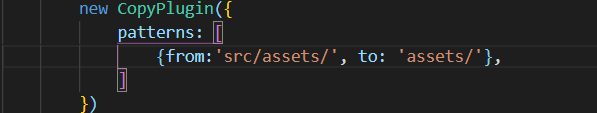 new CopyPlugin({
patterns: [
{from:'src/assets/', to: 'assets/'},
]
})